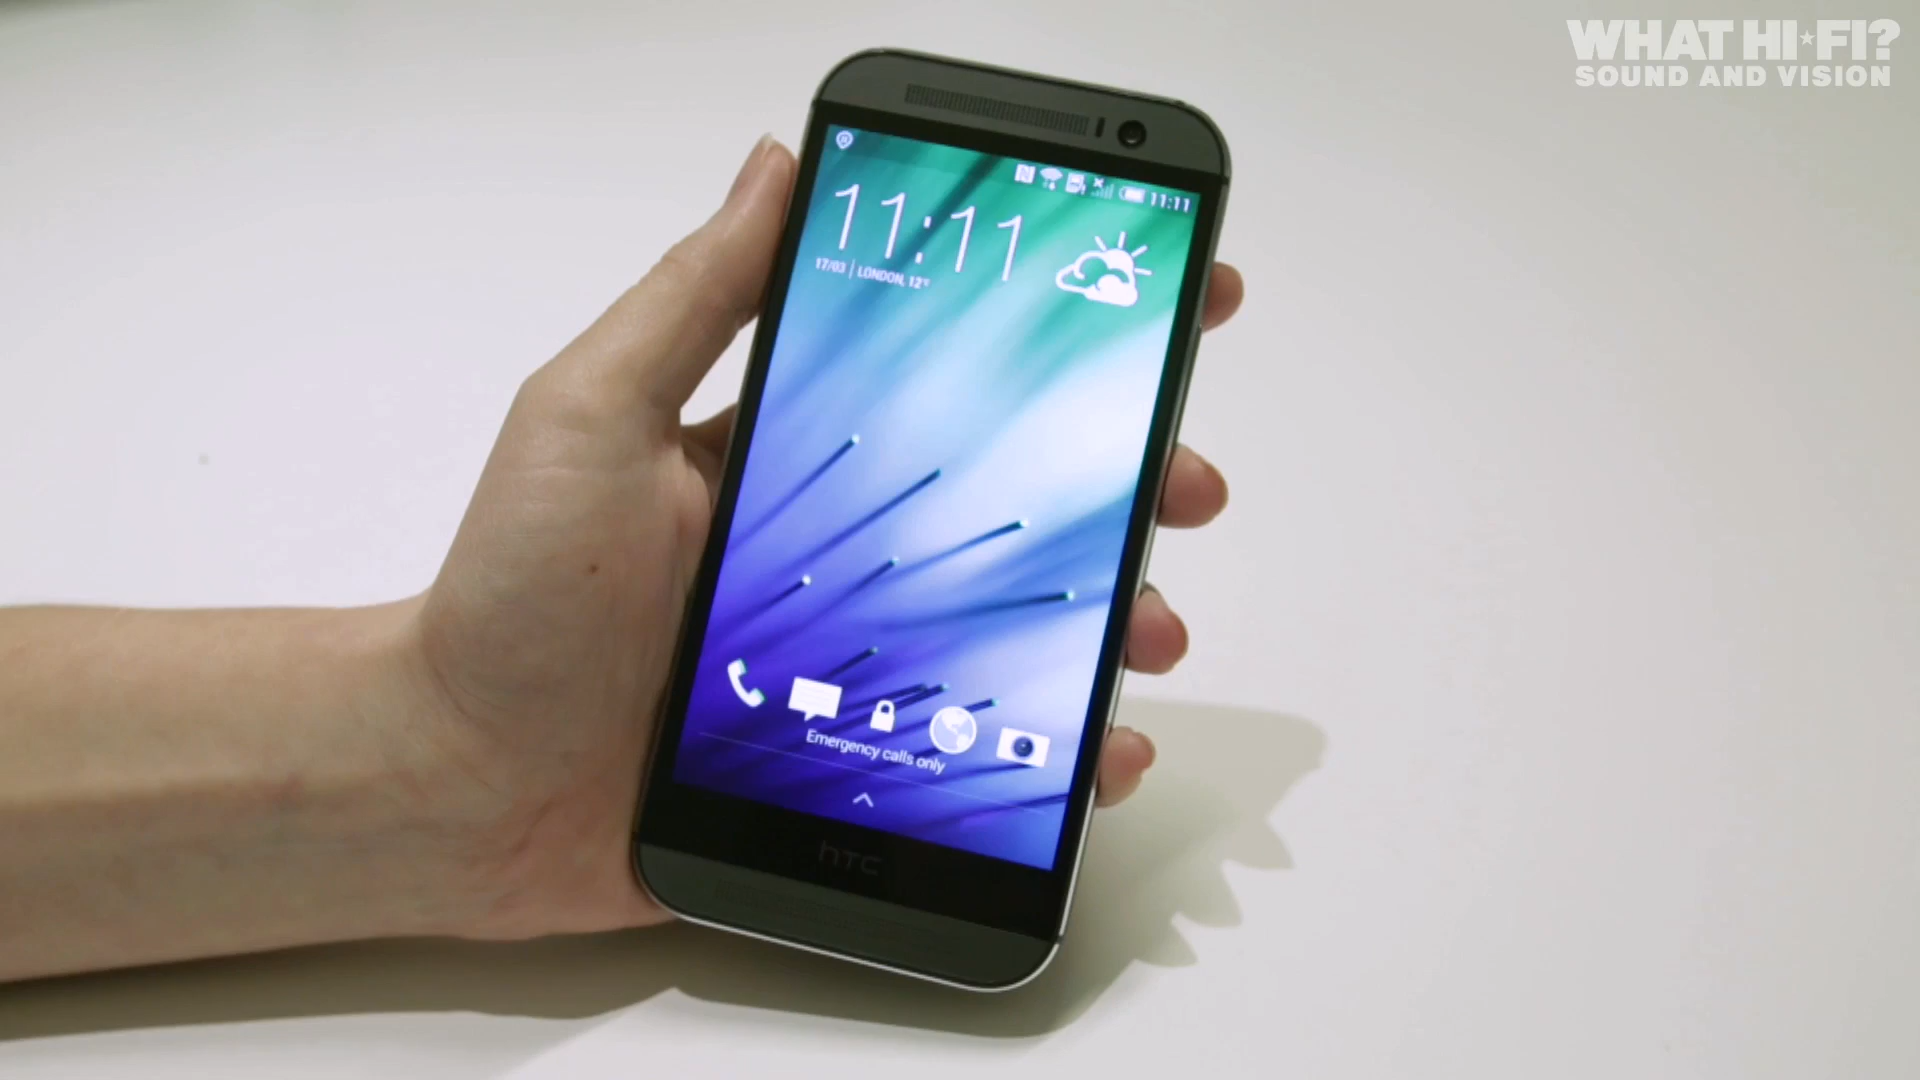 WHAT HI★FI?
SOUND AND VISION
11:11
11:11
17/03 | LONDON, 12°C
Emergency calls only
hTC